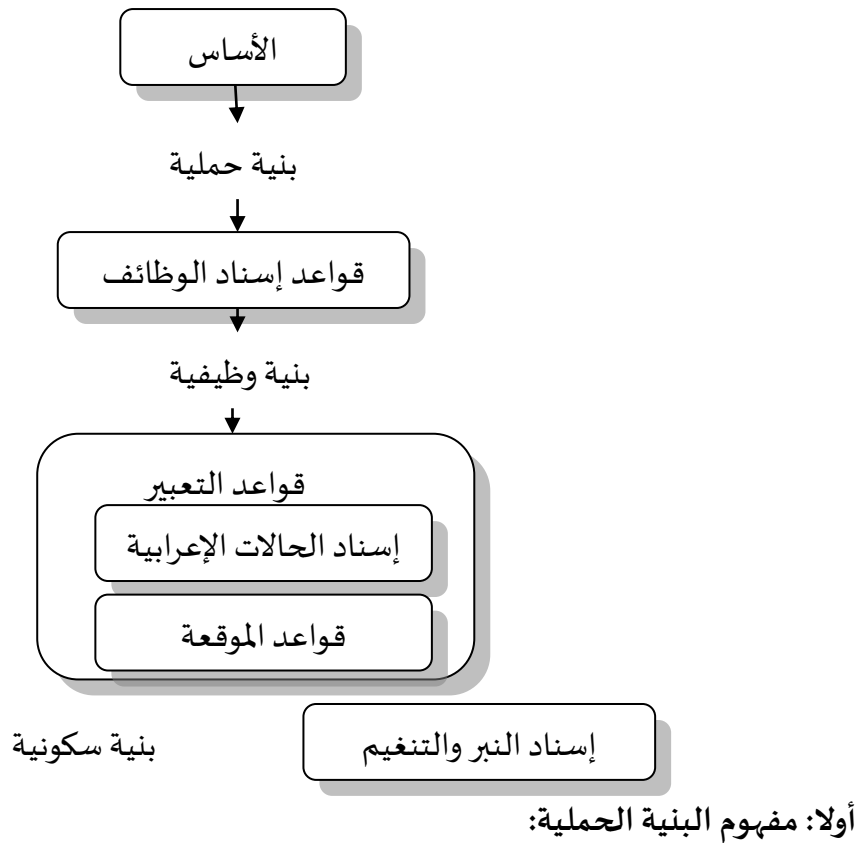 الأساس
بنية حملية
قواعد إسناد الوظائف
بنية وظيفية
قواعد التعبير
إسناد الحالات الإعرابية
قواعد الموقعة
إسناد النبر والتنغيم
بنية سكونية
أولا: مفهوم البنية الحملية: